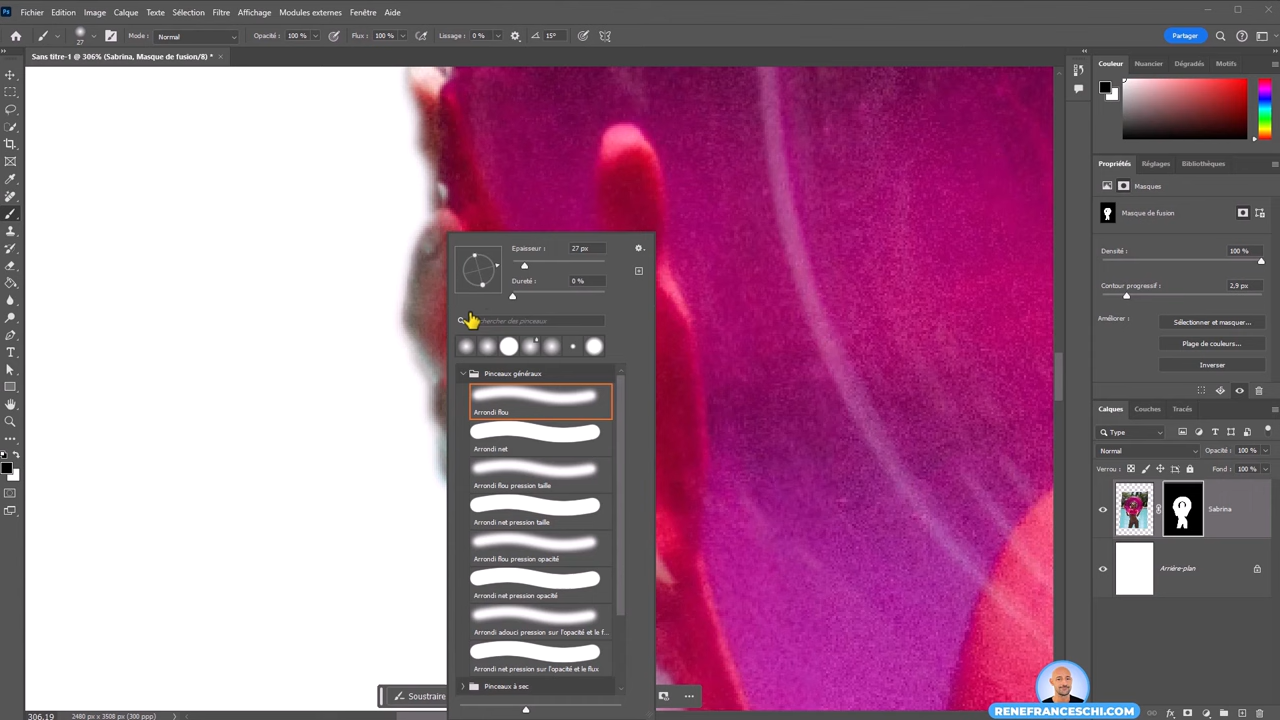 Fichier Edition Image Calque Texte Sélection Filtre Affichage Modules externes Fenêtre Aide
27 Mode : Normal Opacité : 100 % Flux : 100 % Lissage : 0 % 15° Partager
Sans titre-1 @ 306% (Sabrina, Masque de fusion/8) *
Couleur Nuancier Dégradés Motifs
Propriétés Réglages Bibliothèques
Masques
Masque de fusion
Densité : 100 %
Contour progressif : 2,9 px
Améliorer :
Sélectionner et masquer...
Plage de couleurs...
Inverser
Calques Couches Tracés
Type
Normal Opacité : 100 %
Verrou : Fond : 100 %
Sabrina
Arrière-plan
Epaisseur : 27 px
Dureté : 0 %
chercher des pinceaux
Pinceaux généraux
Arrondi flou
Arrondi net
Arrondi flou pression taille
Arrondi net pression taille
Arrondi flou pression opacité
Arrondi net pression opacité
Arrondi adouci pression sur l'opacité et le f...
Arrondi net pression sur l'opacité et le flux
Pinceaux à sec
Soustraire
306,19 2480 px x 3508 px (300 ppp)
RENEFRANCESCHI.COM